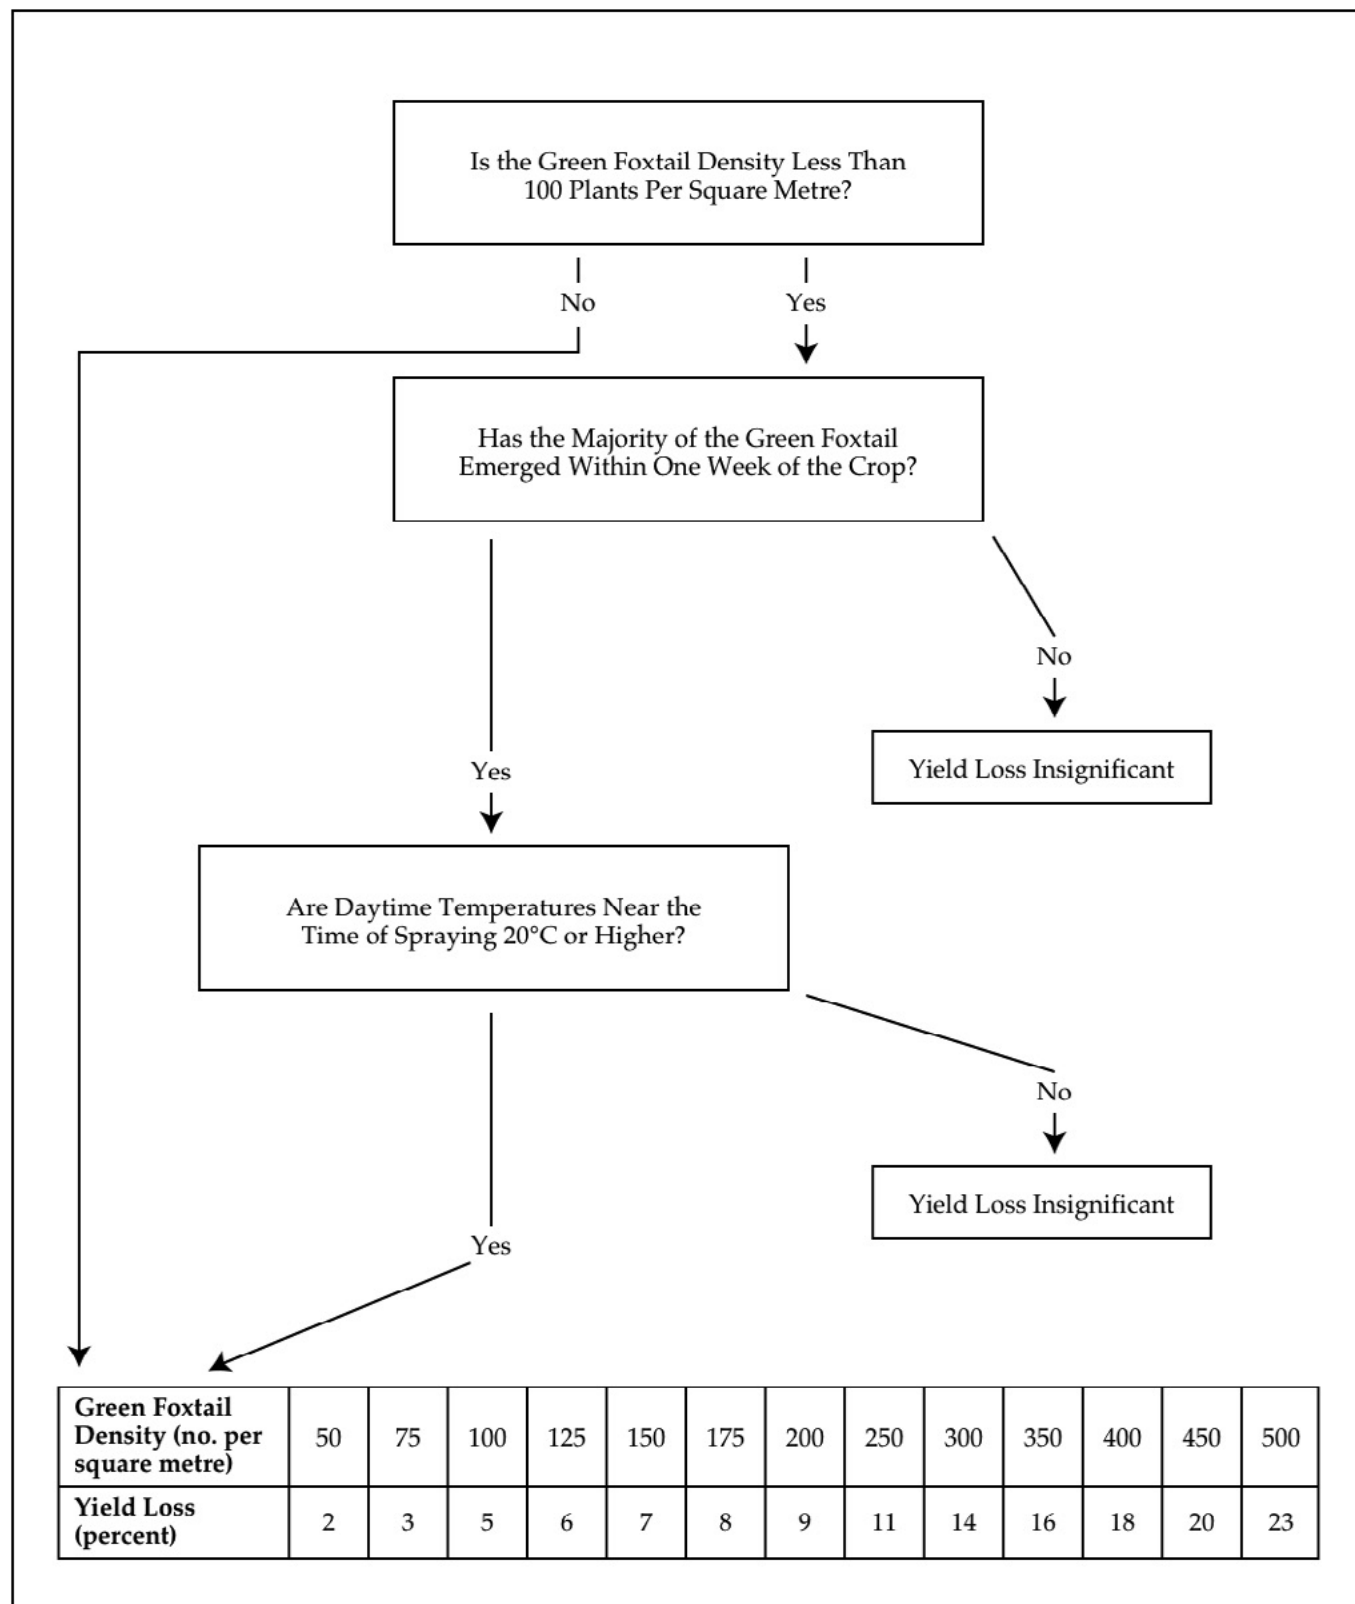 Is the Green Foxtail Density Less Than
100 Plants Per Square Metre?
No
Yes
Has the Majority of the Green Foxtail
Emerged Within One Week of the Crop?
No
Yield Loss Insignificant
Yes
Are Daytime Temperatures Near the
Time of Spraying 20°C or Higher?
No
Yield Loss Insignificant
Yes
Green Foxtail
Density (no. per
square metre)
50 75 100 125 150 175 200 250 300 350 400 450 500
Yield Loss
(percent)
2 3 5 6 7 8 9 11 14 16 18 20 23